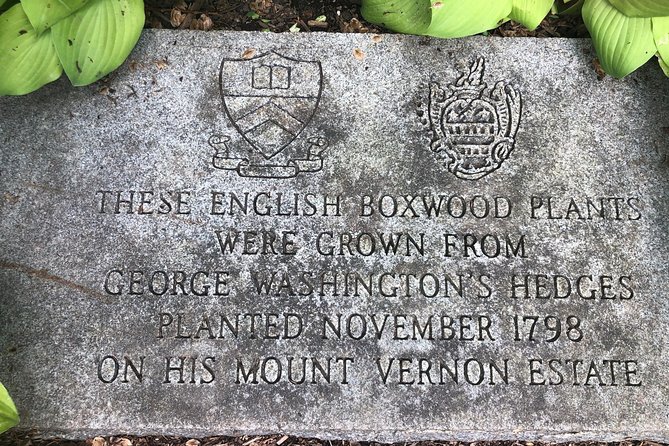 THESE ENGLISH BOXWOOD PLANTS
WERE GROWN FROM
GEORGE WASHINGTON'S HEDGES
PLANTED NOVEMBER 1798
ON HIS MOUNT VERNON ESTATE